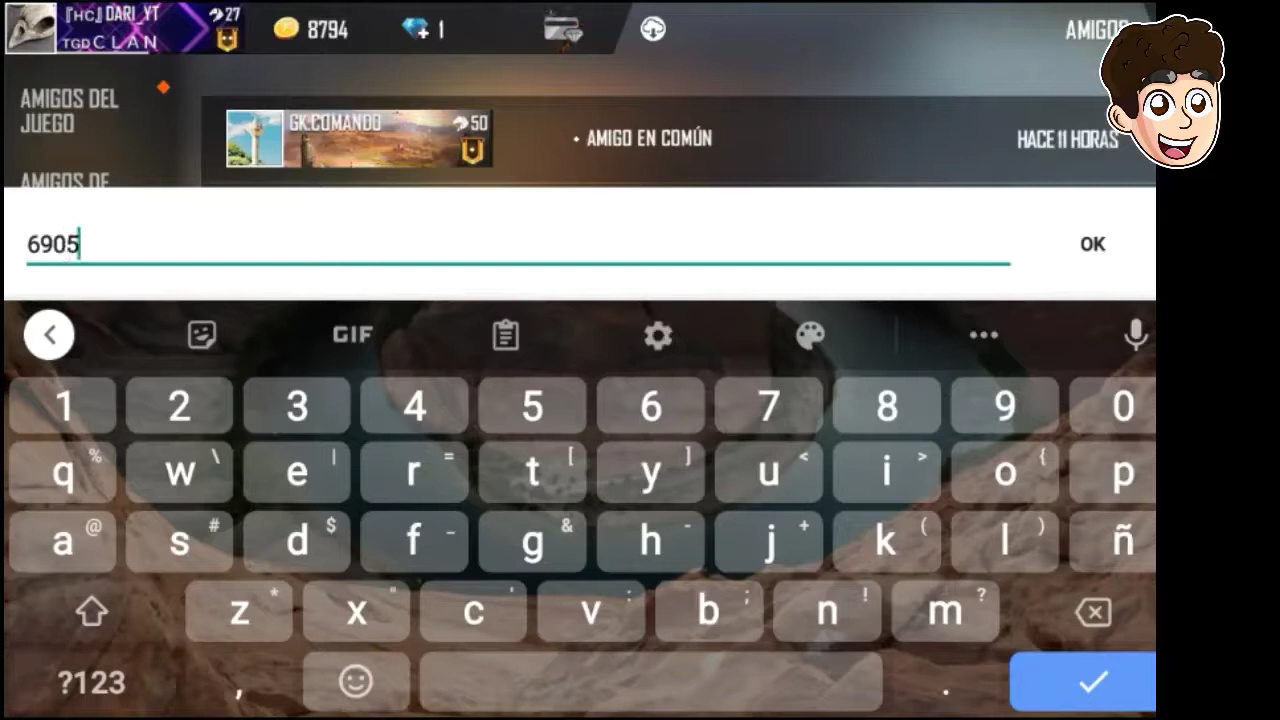 『HC』DARI_YT
27
TGD C L A N
8794
1
AMIGOS
AMIGOS DEL
JUEGO
GK.COMANDO
50
AMIGO EN COMÚN
HACE 11 HORAS
AMIGOS DE
6905
OK
GIF
1 2 3 4 5 6 7 8 9 0
q % w \ e | r = t [ y ] u < i > o { p
a @ s # d $ f _ g & h - j + k ( l ) ñ
z * x " c ' v : b ; n ! m ?
?123 , .